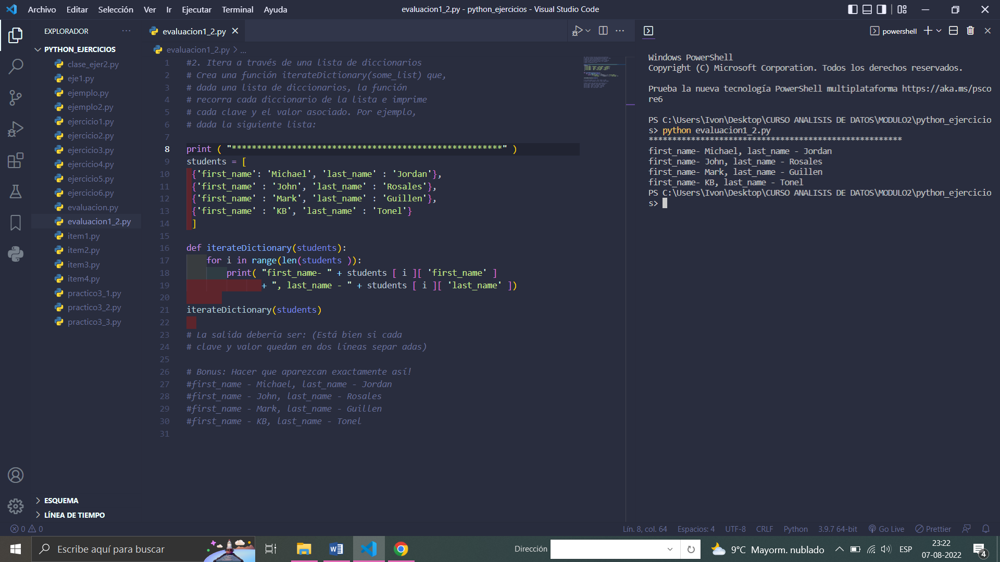 Archivo Editar Selección Ver Ir Ejecutar Terminal Ayuda
evaluacion1_2.py - python_ejercicios - Visual Studio Code
EXPLORADOR
PYTHON_EJERCICIOS
clase_ejer2.py
eje1.py
ejemplo.py
ejemplo2.py
ejercicio1.py
ejercicio2.py
ejercicio3.py
ejercicio4.py
ejercicio5.py
ejercicio6.py
evaluacion.py
evaluacion1_2.py
item1.py
item2.py
item3.py
item4.py
practico3_1.py
practico3_2.py
practico3_3.py
ESQUEMA
LÍNEA DE TIEMPO
evaluacion1_2.py
evaluacion1_2.py > ...
1 #2. Itera a través de una lista de diccionarios
2 # Crea una función iterateDictionary(some_list) que,
3 # dada una lista de diccionarios, la función
4 # recorra cada diccionario de la lista e imprime
5 # cada clave y el valor asociado. Por ejemplo,
6 # dada la siguiente lista:
7
8 print ( "******************************************************" )
9 students = [
10 {'first_name': 'Michael', 'last_name' : 'Jordan'},
11 {'first_name' : 'John', 'last_name' : 'Rosales'},
12 {'first_name' : 'Mark', 'last_name' : 'Guillen'},
13 {'first_name' : 'KB', 'last_name' : 'Tonel'}
14 ]
15
16 def iterateDictionary(students):
17 for i in range(len(students )):
18 print( "first_name- " + students [ i ][ 'first_name' ]
19 + ", last_name - " + students [ i ][ 'last_name' ])
20
21 iterateDictionary(students)
22
23 # La salida debería ser: (Está bien si cada
24 # clave y valor quedan en dos líneas separ adas)
25
26 # Bonus: Hacer que aparezcan exactamente así!
27 #first_name - Michael, last_name - Jordan
28 #first_name - John, last_name - Rosales
29 #first_name - Mark, last_name - Guillen
30 #first_name - KB, last_name - Tonel
31
powershell
Windows PowerShell
Copyright (C) Microsoft Corporation. Todos los derechos reservados.
Prueba la nueva tecnología PowerShell multiplataforma https://aka.ms/psco
re6
PS C:\Users\Ivon\Desktop\CURSO ANALISIS DE DATOS\MODULO2\python_ejercicio
s> python evaluacion1_2.py
******************************************************
first_name- Michael, last_name - Jordan
first_name- John, last_name - Rosales
first_name- Mark, last_name - Guillen
first_name- KB, last_name - Tonel
PS C:\Users\Ivon\Desktop\CURSO ANALISIS DE DATOS\MODULO2\python_ejercicio
s>
0 0
Lín. 8, col. 64 Espacios: 4 UTF-8 CRLF Python 3.9.7 64-bit Go Live Prettier
Escribe aquí para buscar
Dirección
9°C Mayorm. nublado
ESP
23:22
07-08-2022
4